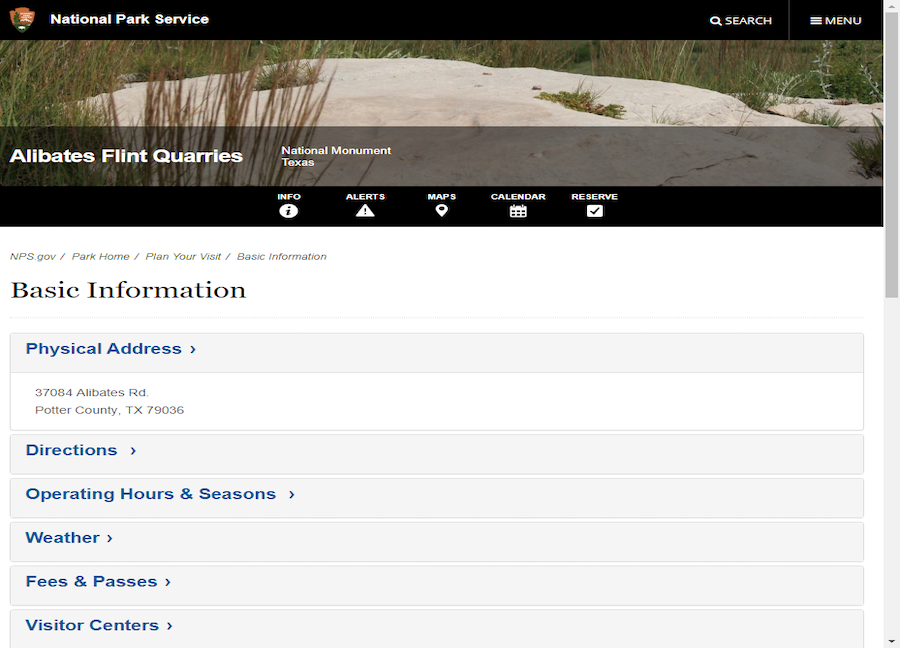 National Park Service
SEARCH
MENU
Alibates Flint Quarries
National Monument
Texas
INFO
ALERTS
MAPS
CALENDAR
RESERVE
NPS.gov / Park Home / Plan Your Visit / Basic Information
Basic Information
Physical Address ›
37084 Alibates Rd.
Potter County, TX 79036
Directions ›
Operating Hours & Seasons ›
Weather ›
Fees & Passes ›
Visitor Centers ›